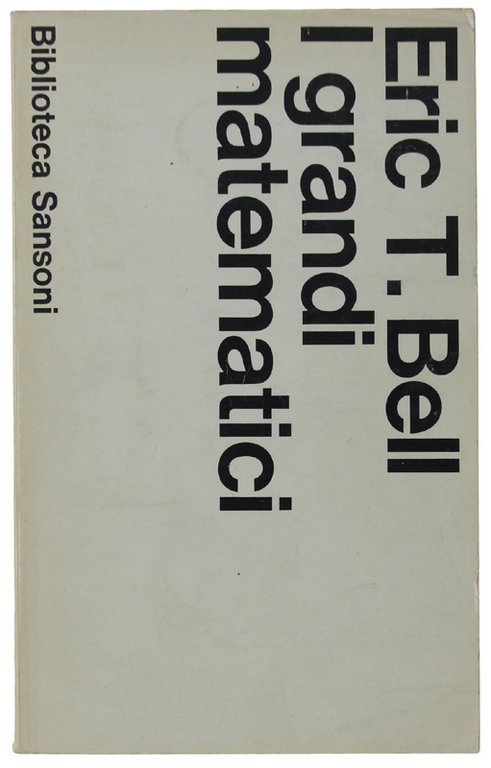 Eric T. Bell
I grandi
matematici
Biblioteca Sansoni